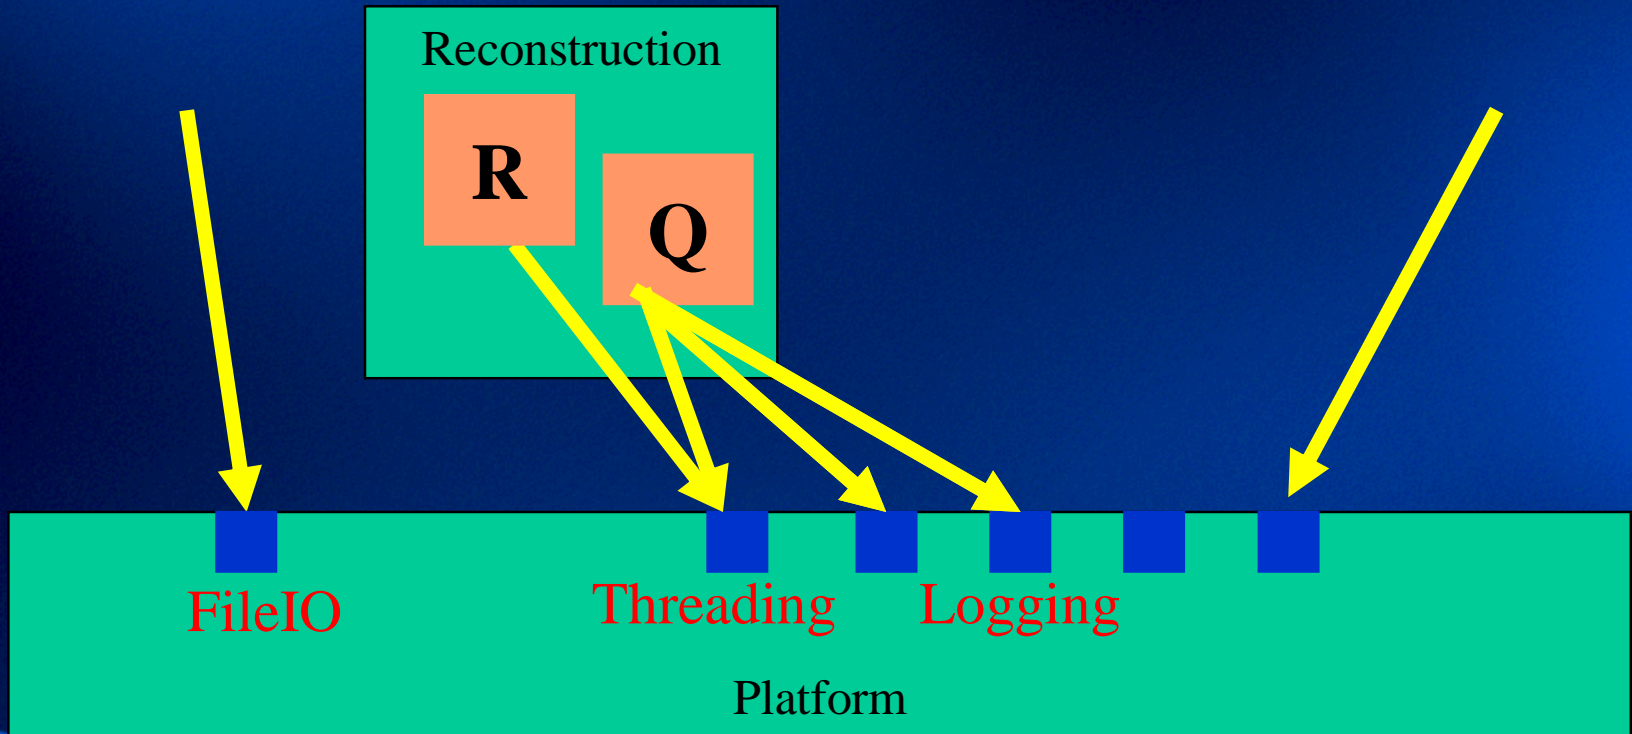 Reconstruction
R
Q
FileIO
Threading
Logging
Platform